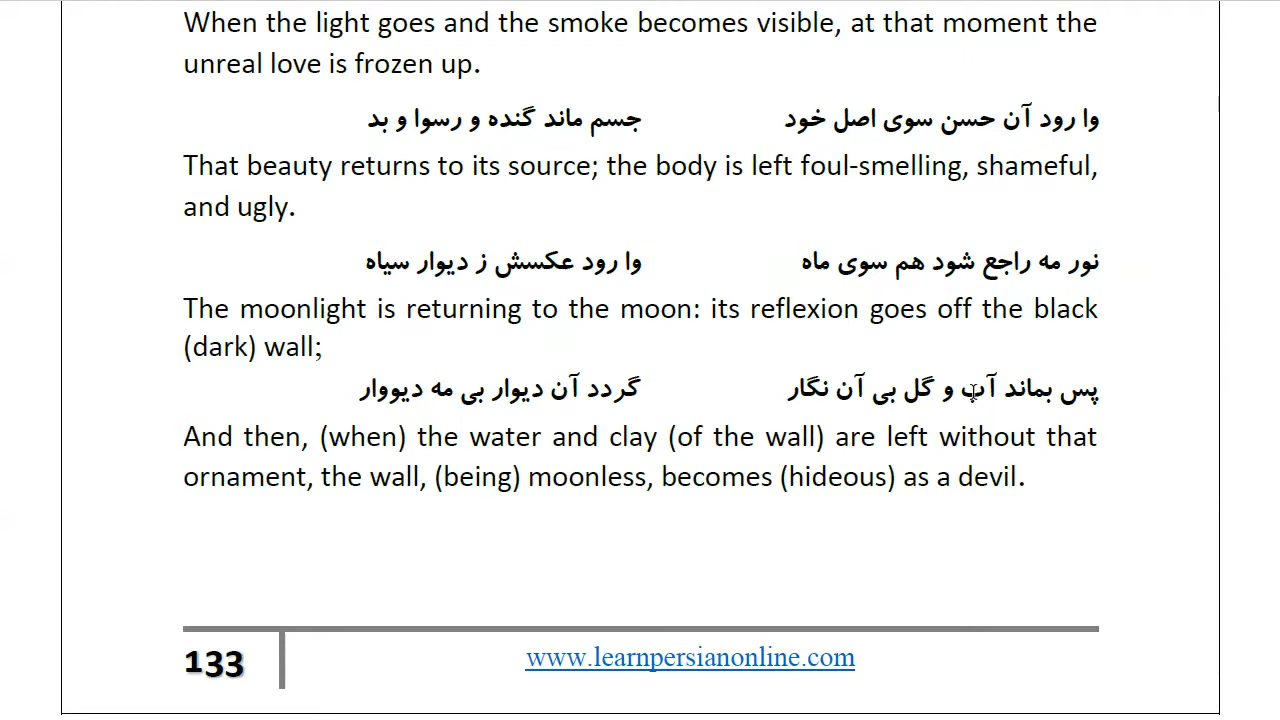 When the light goes and the smoke becomes visible, at that moment the
unreal love is frozen up.
وا رود آن حسن سوی اصل خود جسم ماند گنده و رسوا و بد
That beauty returns to its source; the body is left foul-smelling, shameful,
and ugly.
نور مه راجع شود هم سوی ماه وا رود عکسش ز دیوار سیاه
The moonlight is returning to the moon: its reflexion goes off the black
(dark) wall;
پس بماند آب و گل بی آن نگار گردد آن دیوار بی مه دیووار
And then, (when) the water and clay (of the wall) are left without that
ornament, the wall, (being) moonless, becomes (hideous) as a devil.
133 www.learnpersianonline.com